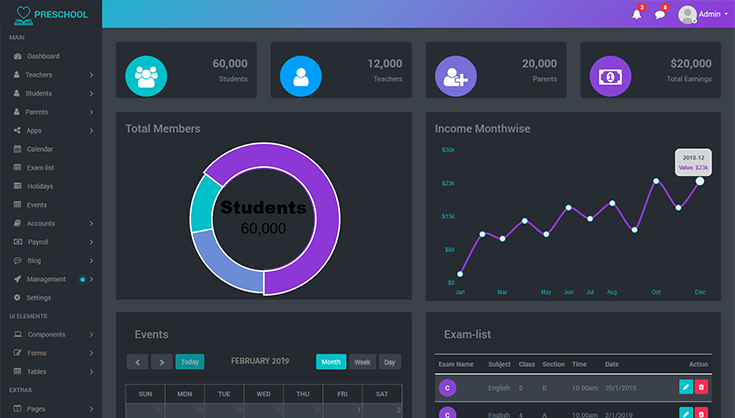 PRESCHOOL
3
8
Admin
MAIN
Dashboard
Teachers
Students
Parents
Apps
Calendar
Exam list
Holidays
Events
Accounts
Payroll
Blog
Management
Settings
UI ELEMENTS
Components
Forms
Tables
EXTRAS
Pages
60,000
Students
12,000
Teachers
20,000
Parents
$20,000
Total Earnings
Total Members
Students
60,000
Income Monthwise
2018-12
Value: $23k
$30k
$23k
$15k
$8k
$0
Jan Mar May Jun Jul Aug Oct Dec
Events
Today
FEBRUARY 2019
Month Week Day
SUN MON TUE WED THU FRI SAT
1 2
Exam-list
Exam Name Subject Class Section Time Date Action
C English 5 B 10.00am 20/1/2019
C English 4 A 10.00am 2/1/2019